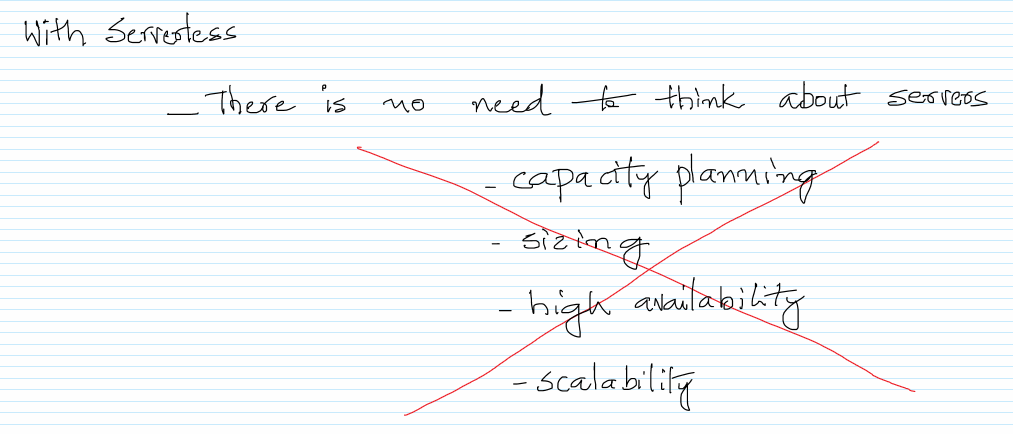 With Serverless
_ There is no need to think about servers
- capacity planning
- sizing
- high availability
- scalability